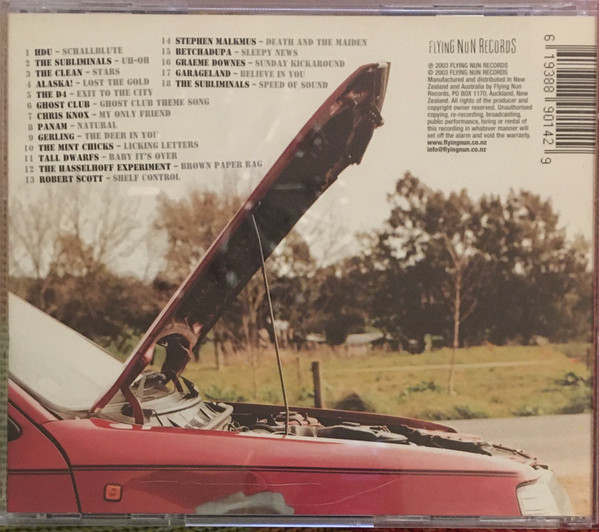 1 HDU – SCHALLBLUTE
2 THE SUBLIMINALS – UH-OH
3 THE CLEAN – STARS
4 ALASKA! – LOST THE GOLD
5 THE D4 – EXIT TO THE CITY
6 GHOST CLUB – GHOST CLUB THEME SONG
7 CHRIS KNOX – MY ONLY FRIEND
8 PANAM – NATURAL
9 GERLING – THE DEER IN YOU
10 THE MINT CHICKS – LICKING LETTERS
11 TALL DWARFS – BABY IT'S OVER
12 THE HASSELHOFF EXPERIMENT – BROWN PAPER BAG
13 ROBERT SCOTT – SHELF CONTROL
14 STEPHEN MALKMUS – DEATH AND THE MAIDEN
15 BETCHADUPA – SLEEPY NEWS
16 GRAEME DOWNES – SUNDAY KICKAROUND
17 GARAGELAND – BELIEVE IN YOU
18 THE SUBLIMINALS – SPEED OF SOUND
FLYING NUN RECORDS
℗ 2003 FLYING NUN RECORDS
© 2003 FLYING NUN RECORDS
Manufactured and distributed in New
Zealand and Australia by Flying Nun
Records, PO BOX 1170, Auckland, New
Zealand. All rights of the producer and
copyright owner reserved. Unauthorised
copying, re-recording, broadcasting,
public performance, hiring or rental of
this recording in whatever manner will
set off the alarm and void the warranty.
www.flyingnun.co.nz
info@flyingnun.co.nz
6 19388 90142 9